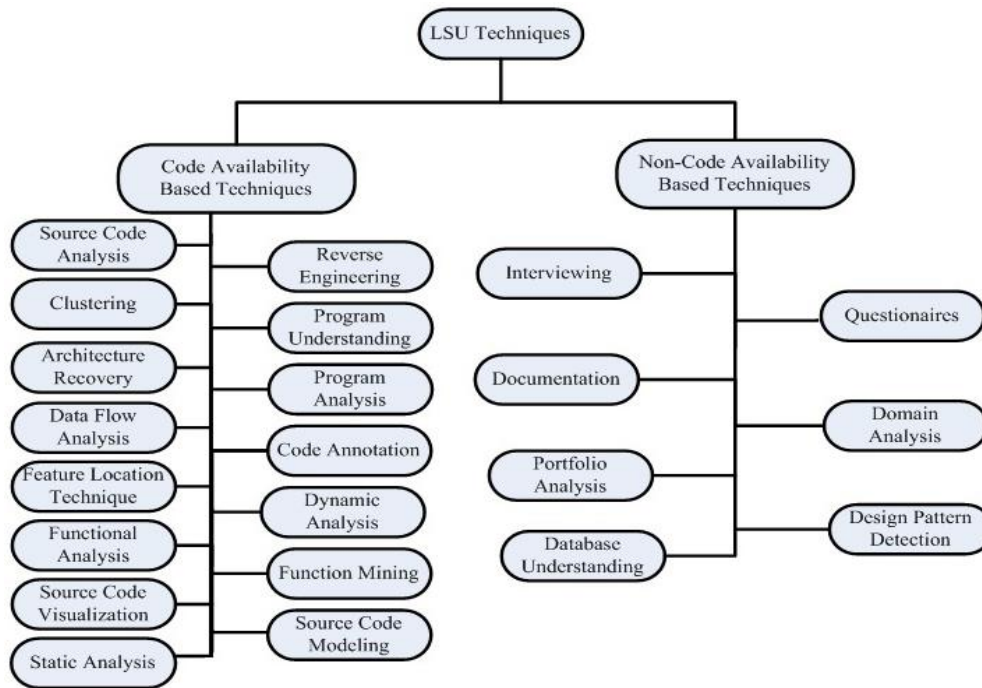 LSU Techniques
Code Availability
Based Techniques
Non-Code Availability
Based Techniques
Source Code
Analysis
Clustering
Architecture
Recovery
Data Flow
Analysis
Feature Location
Technique
Functional
Analysis
Source Code
Visualization
Static Analysis
Reverse
Engineering
Program
Understanding
Program
Analysis
Code Annotation
Dynamic
Analysis
Function Mining
Source Code
Modeling
Interviewing
Documentation
Portfolio
Analysis
Database
Understanding
Questionaires
Domain
Analysis
Design Pattern
Detection